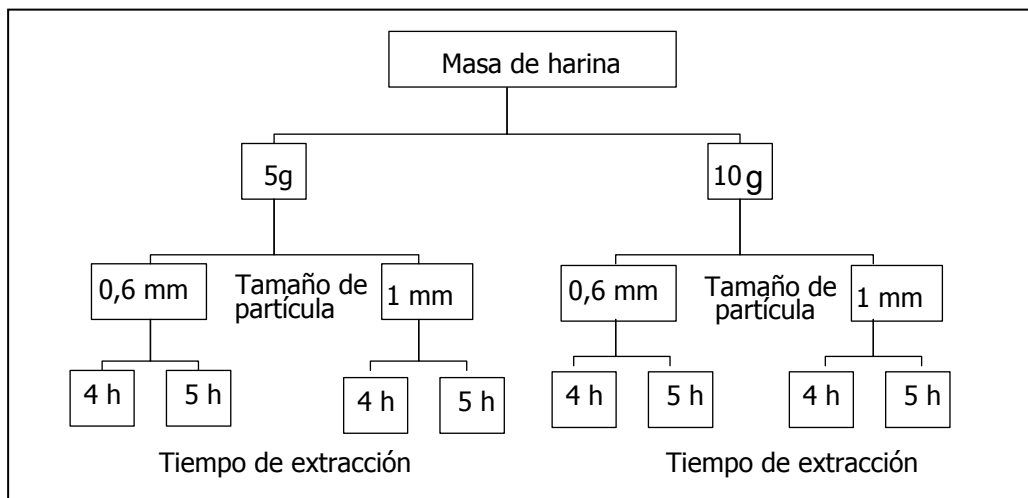 Masa de harina
5g
10 g
0,6 mm
Tamaño de
partícula
1 mm
0,6 mm
Tamaño de
partícula
1 mm
4 h
5 h
4 h
5 h
4 h
5 h
4 h
5 h
Tiempo de extracción
Tiempo de extracción